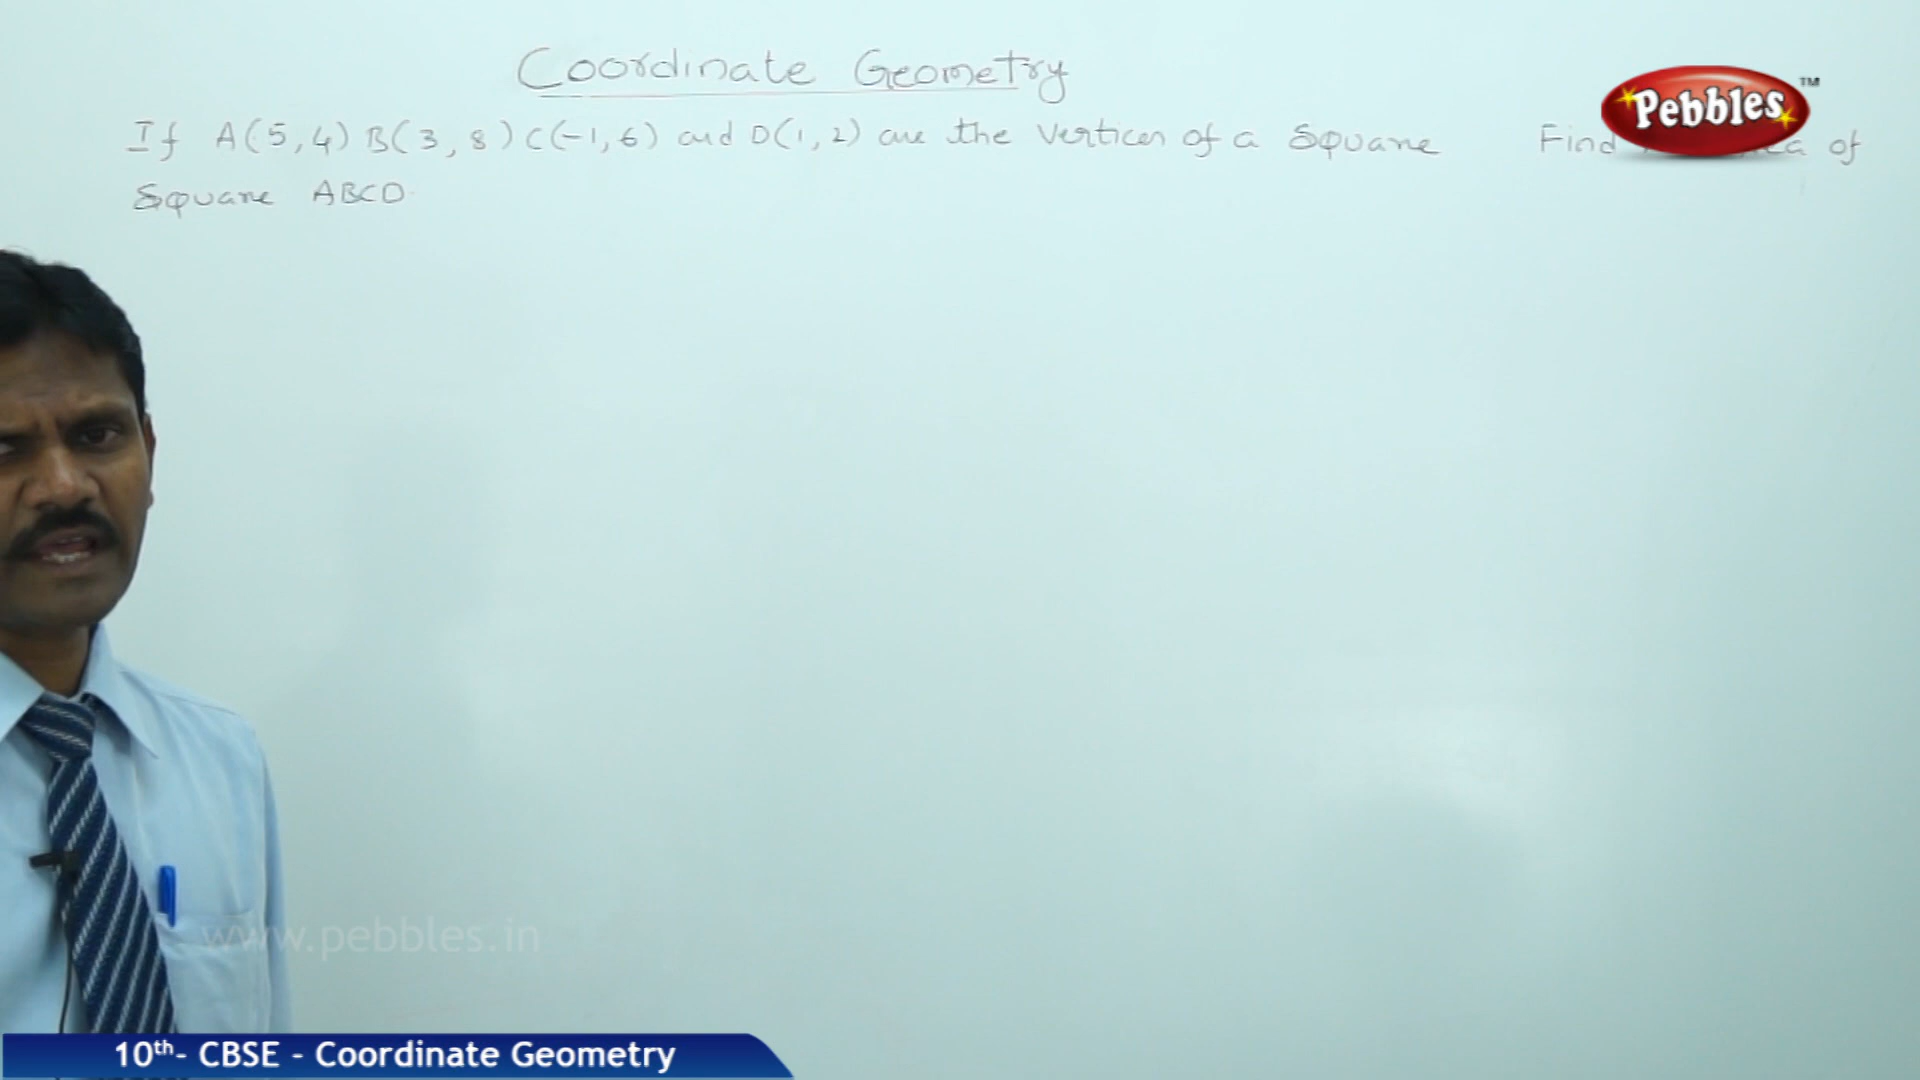 Coordinate Geometry
If A(5,4) B(3,8) C(-1,6) and D(1,2) are the vertices of a square Find of
square ABCD.
Pebbles™
www.pebbles.in
10th- CBSE - Coordinate Geometry